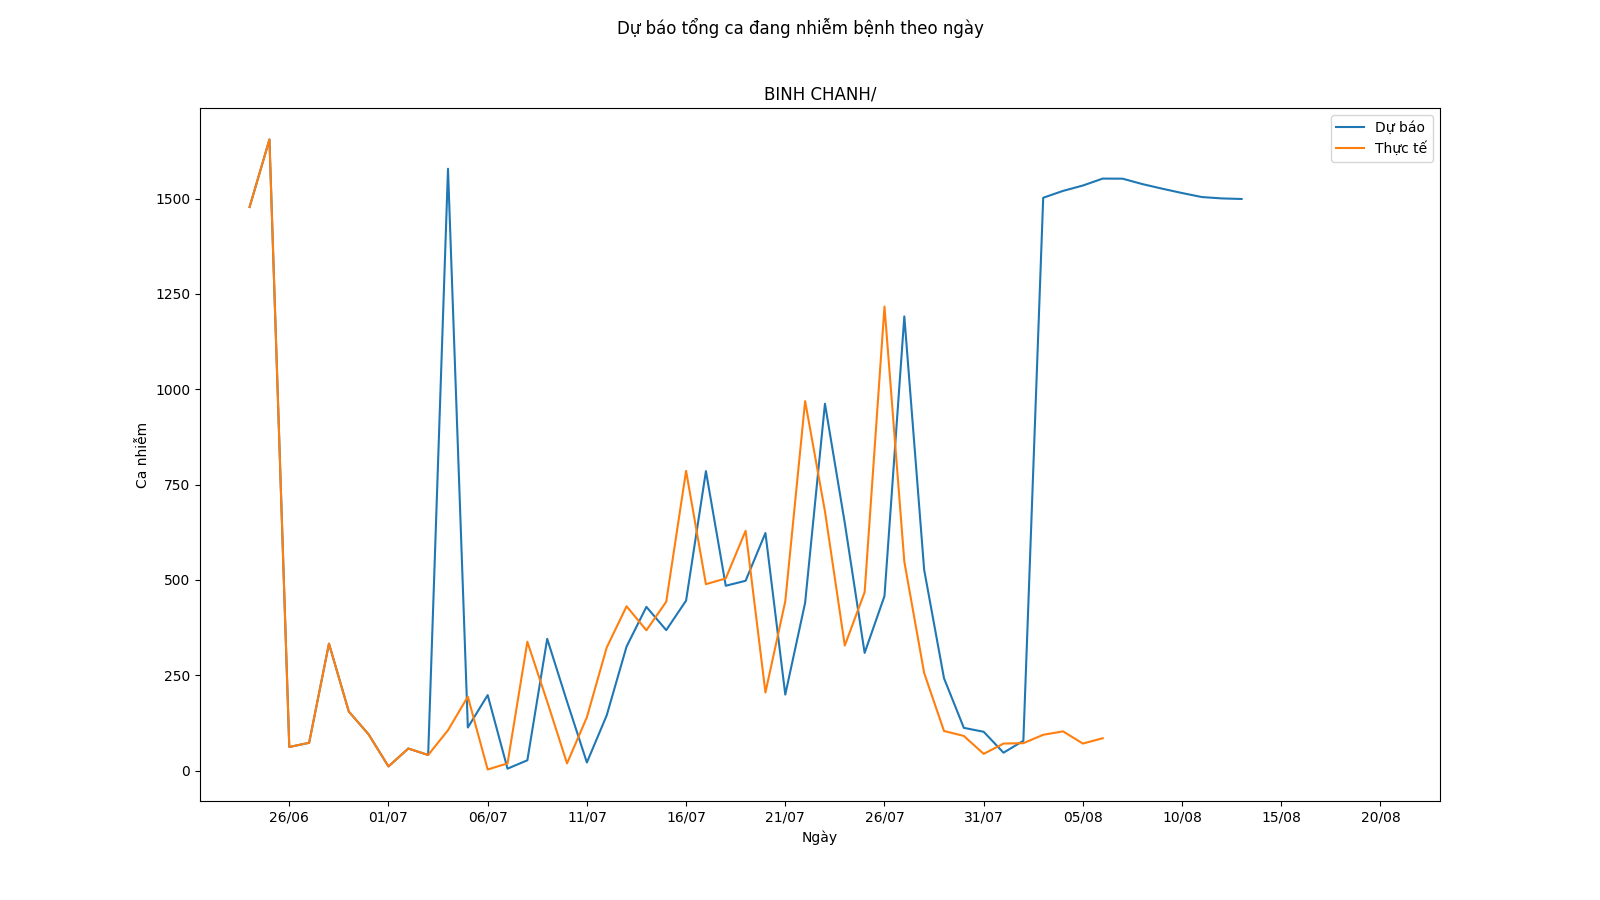 Dự báo tổng ca đang nhiễm bệnh theo ngày
BINH CHANH/
Dự báo
Thực tế
1500
1250
1000
750
500
250
0
Ca nhiễm
26/06 01/07 06/07 11/07 16/07 21/07 26/07 31/07 05/08 10/08 15/08 20/08
Ngày